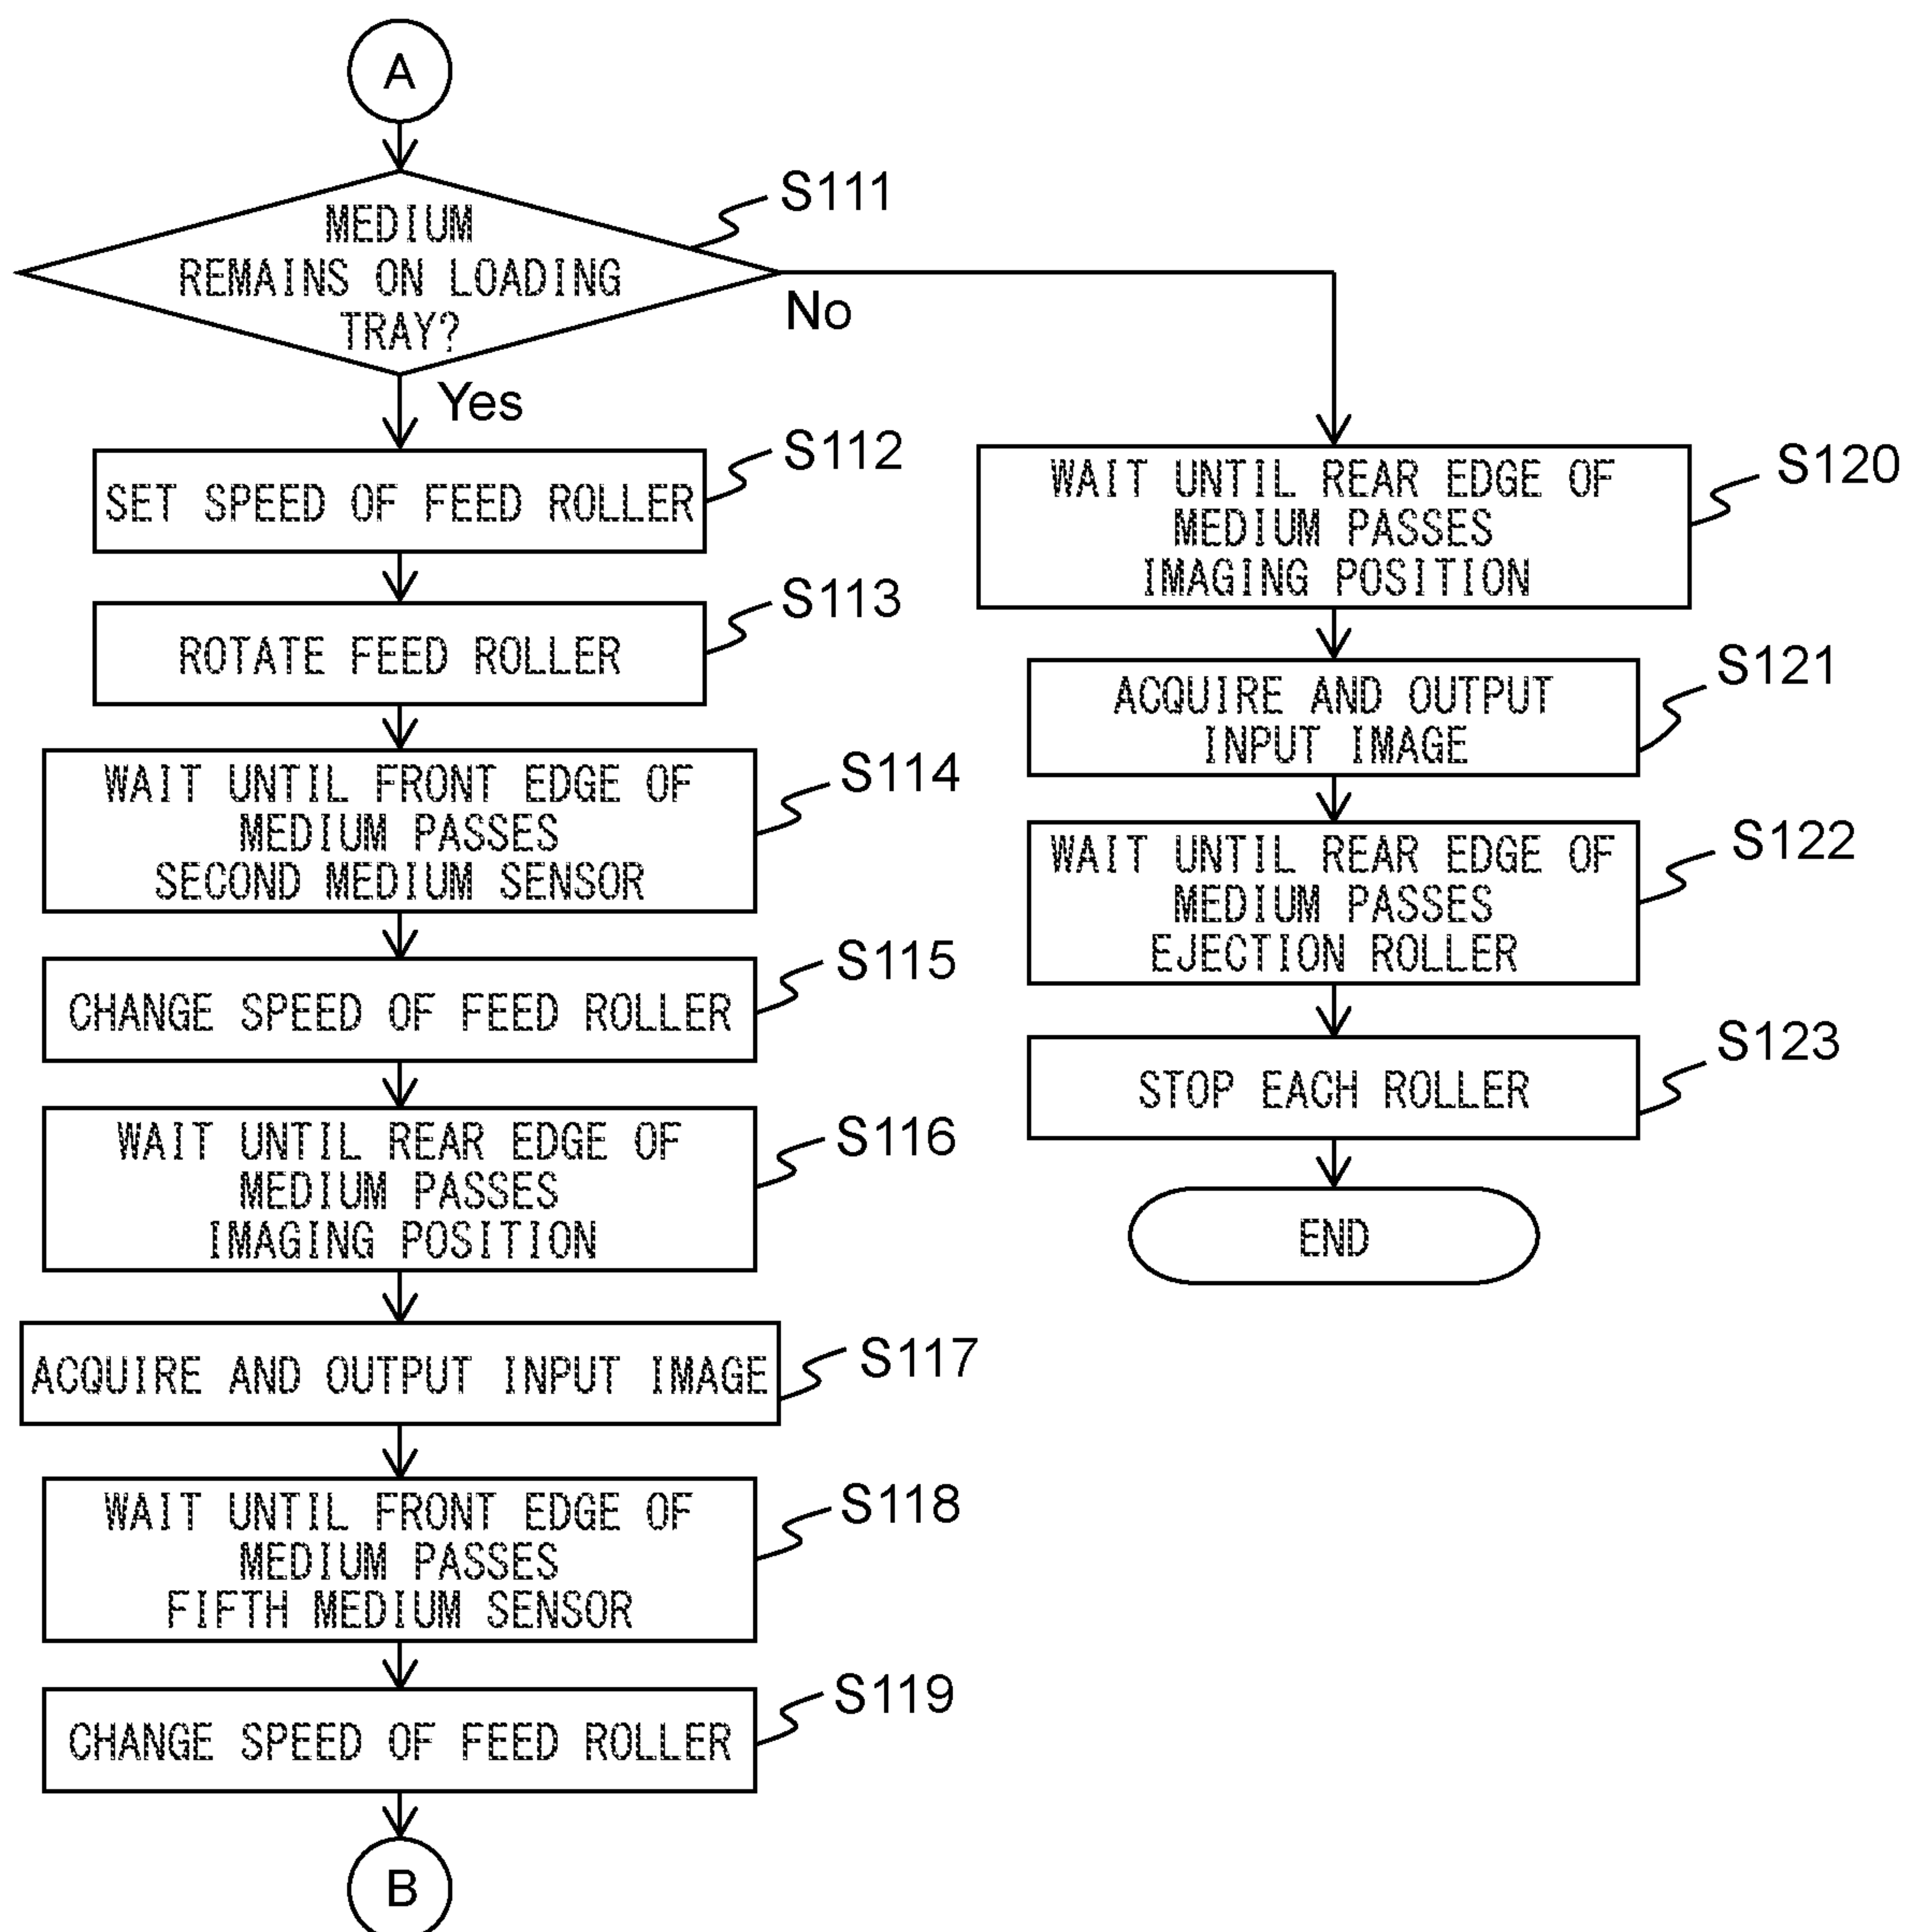 A
S111
MEDIUM
REMAINS ON LOADING
TRAY?
No
Yes
S112
SET SPEED OF FEED ROLLER
S113
ROTATE FEED ROLLER
S114
WAIT UNTIL FRONT EDGE OF
MEDIUM PASSES
SECOND MEDIUM SENSOR
S115
CHANGE SPEED OF FEED ROLLER
S116
WAIT UNTIL REAR EDGE OF
MEDIUM PASSES
IMAGING POSITION
S117
ACQUIRE AND OUTPUT INPUT IMAGE
S118
WAIT UNTIL FRONT EDGE OF
MEDIUM PASSES
FIFTH MEDIUM SENSOR
S119
CHANGE SPEED OF FEED ROLLER
B
S120
WAIT UNTIL REAR EDGE OF
MEDIUM PASSES
IMAGING POSITION
S121
ACQUIRE AND OUTPUT
INPUT IMAGE
S122
WAIT UNTIL REAR EDGE OF
MEDIUM PASSES
EJECTION ROLLER
S123
STOP EACH ROLLER
END